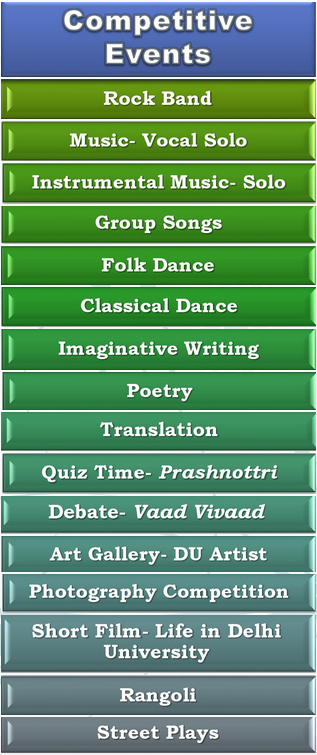 Competitive
Events
Rock Band
Music- Vocal Solo
Instrumental Music- Solo
Group Songs
Folk Dance
Classical Dance
Imaginative Writing
Poetry
Translation
Quiz Time- Prashnottri
Debate- Vaad Vivaad
Art Gallery- DU Artist
Photography Competition
Short Film- Life in Delhi
University
Rangoli
Street Plays